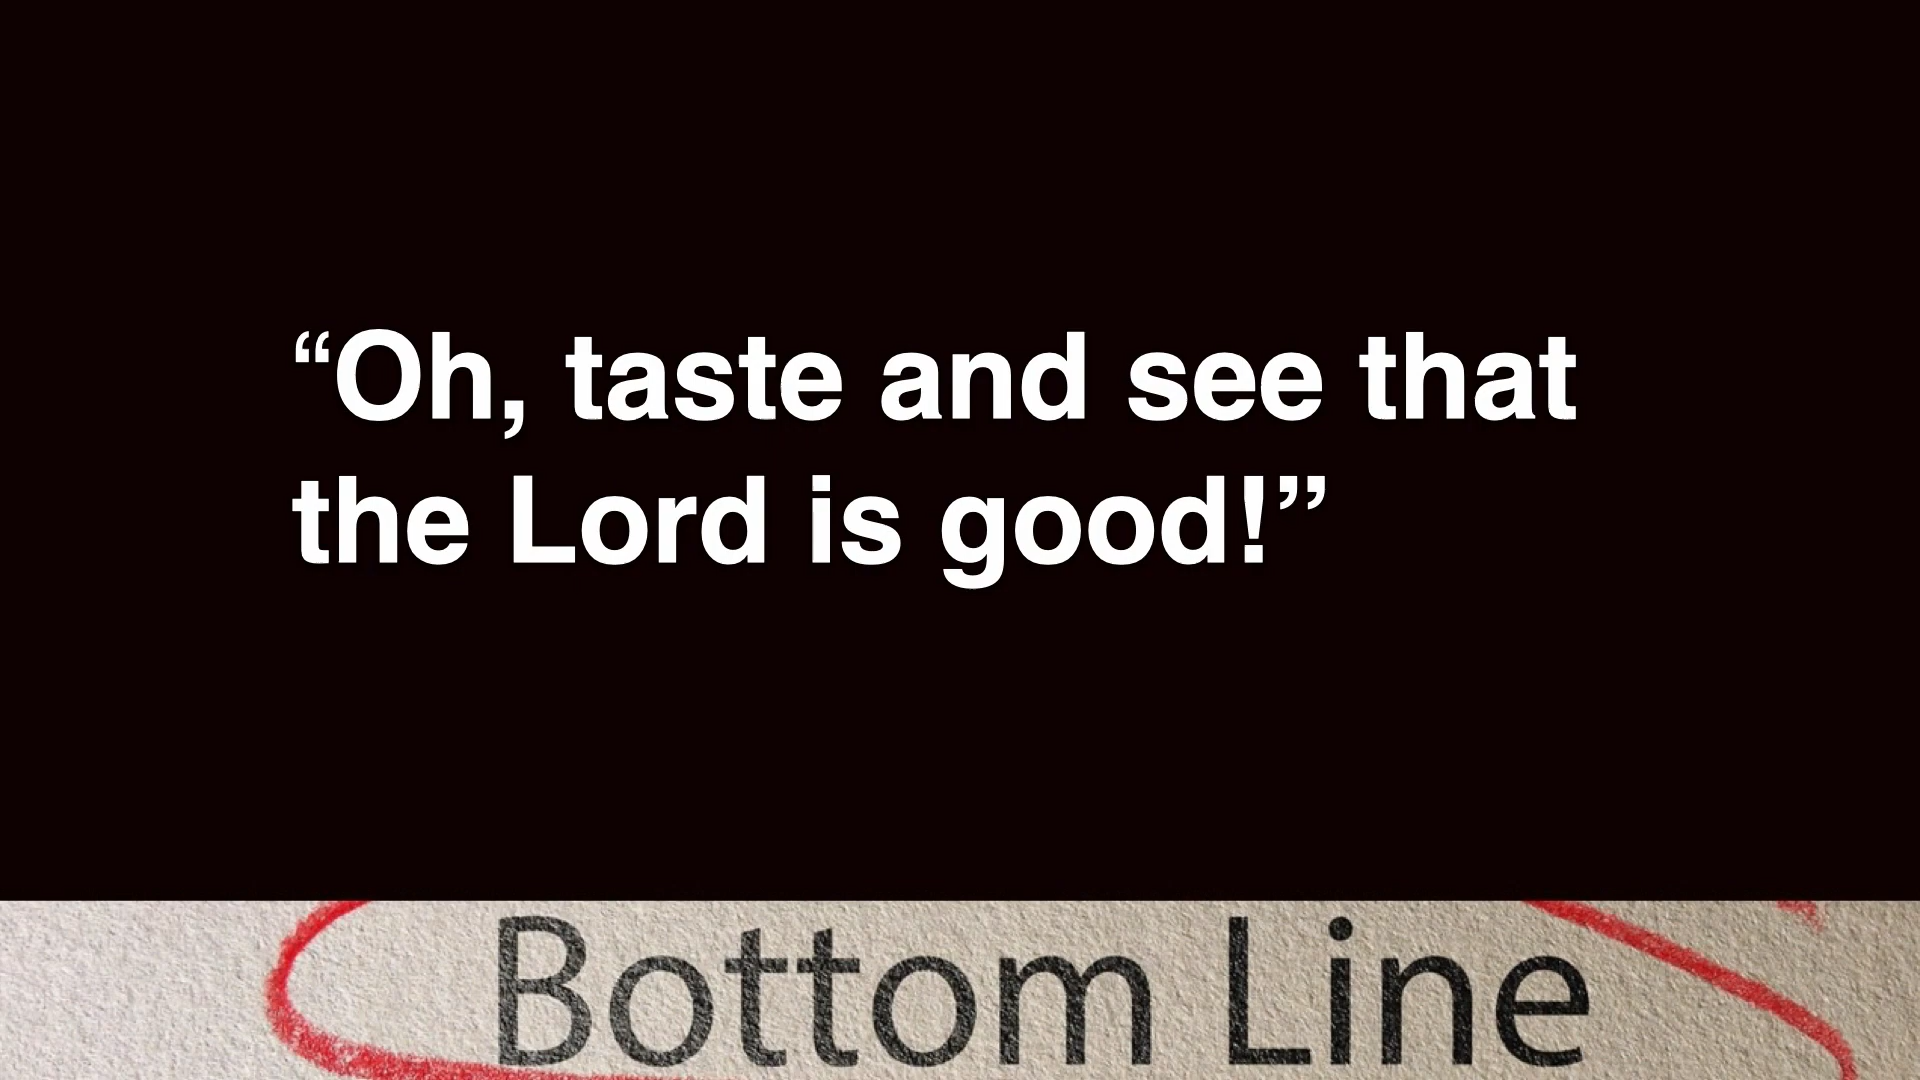 “Oh, taste and see that
the Lord is good!”
Bottom Line